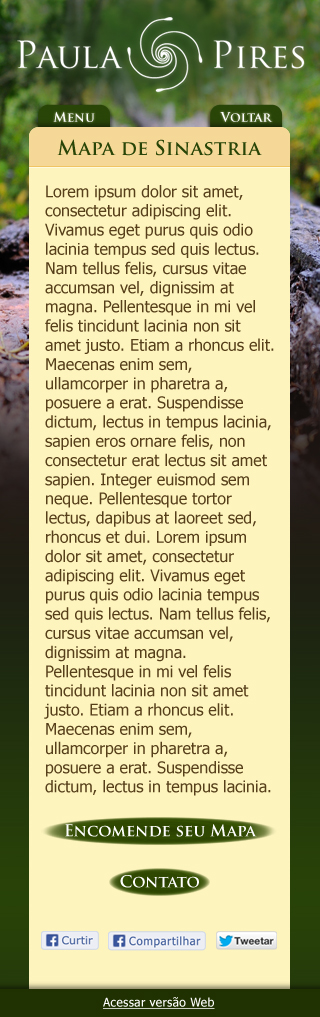 Paula Pires
Menu
Voltar
Mapa de Sinastria
Lorem ipsum dolor sit amet,
consectetur adipiscing elit.
Vivamus eget purus quis odio
lacinia tempus sed quis lectus.
Nam tellus felis, cursus vitae
accumsan vel, dignissim at
magna. Pellentesque in mi vel
felis tincidunt lacinia non sit
amet justo. Etiam a rhoncus elit.
Maecenas enim sem,
ullamcorper in pharetra a,
posuere a erat. Suspendisse
dictum, lectus in tempus lacinia,
sapien eros ornare felis, non
consectetur erat lectus sit amet
sapien. Integer euismod sem
neque. Pellentesque tortor
lectus, dapibus at laoreet sed,
rhoncus et dui. Lorem ipsum
dolor sit amet, consectetur
adipiscing elit. Vivamus eget
purus quis odio lacinia tempus
sed quis lectus. Nam tellus felis,
cursus vitae accumsan vel,
dignissim at magna.
Pellentesque in mi vel felis
tincidunt lacinia non sit amet
justo. Etiam a rhoncus elit.
Maecenas enim sem,
ullamcorper in pharetra a,
posuere a erat. Suspendisse
dictum, lectus in tempus lacinia.
Encomende seu Mapa
Contato
Curtir
Compartilhar
Tweetar
Acessar versão Web